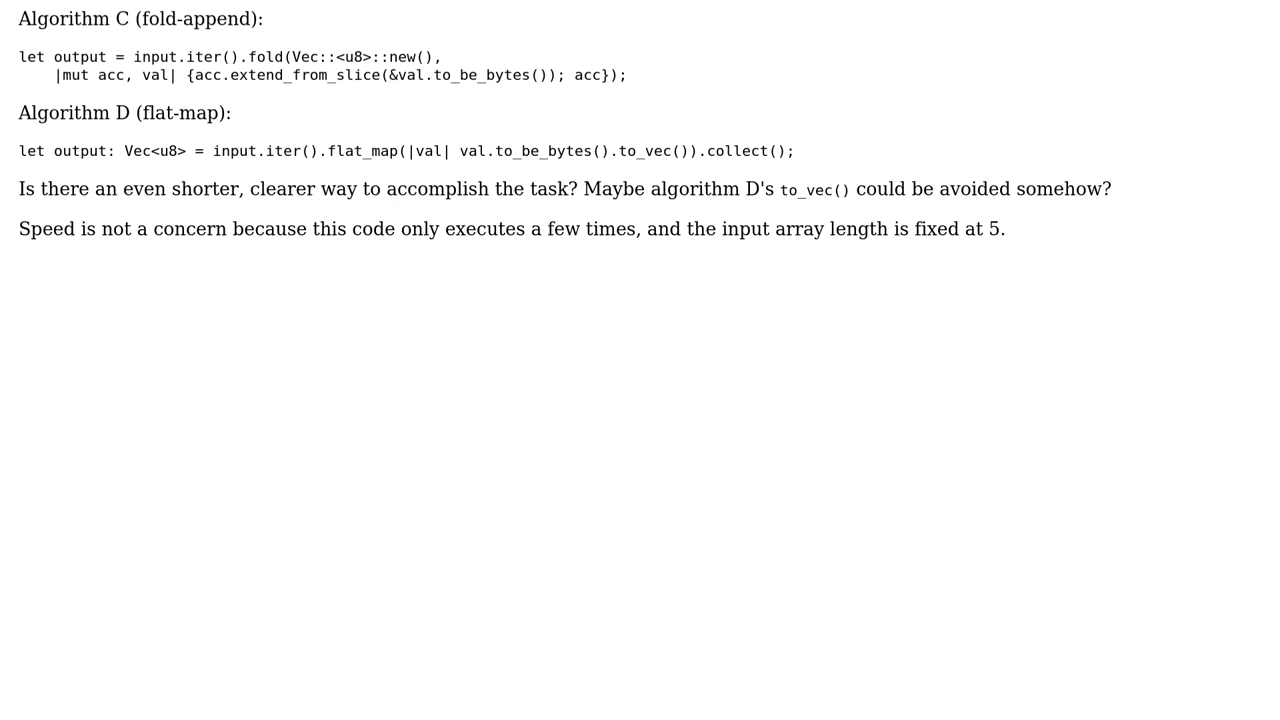 Algorithm C (fold-append):
let output = input.iter().fold(Vec::<u8>::new(),
    |mut acc, val| {acc.extend_from_slice(&val.to_be_bytes()); acc});
Algorithm D (flat-map):
let output: Vec<u8> = input.iter().flat_map(|val| val.to_be_bytes().to_vec()).collect();
Is there an even shorter, clearer way to accomplish the task? Maybe algorithm D's to_vec() could be avoided somehow?
Speed is not a concern because this code only executes a few times, and the input array length is fixed at 5.